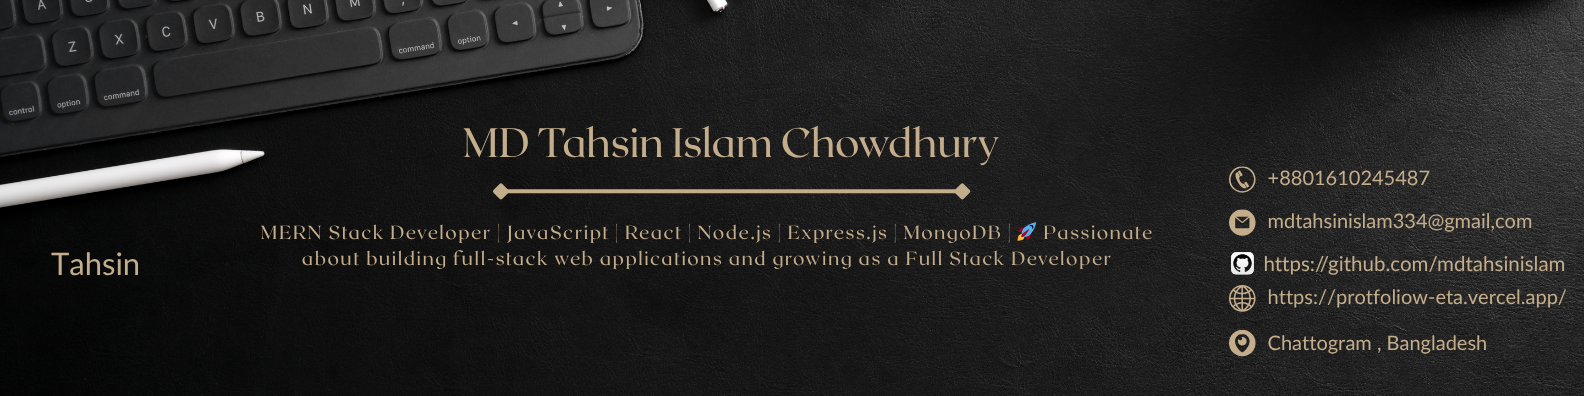 A
N
M
Z
X
C
V
B
command
option
control
option
command
MD Tahsin Islam Chowdhury
MERN Stack Developer | JavaScript | React | Node.js | Express.js | MongoDB | 🚀 Passionate
about building full-stack web applications and growing as a Full Stack Developer
Tahsin
+8801610245487
mdtahsinislam334@gmail,com
https://github.com/mdtahsinislam
https://protfoliow-eta.vercel.app/
Chattogram , Bangladesh